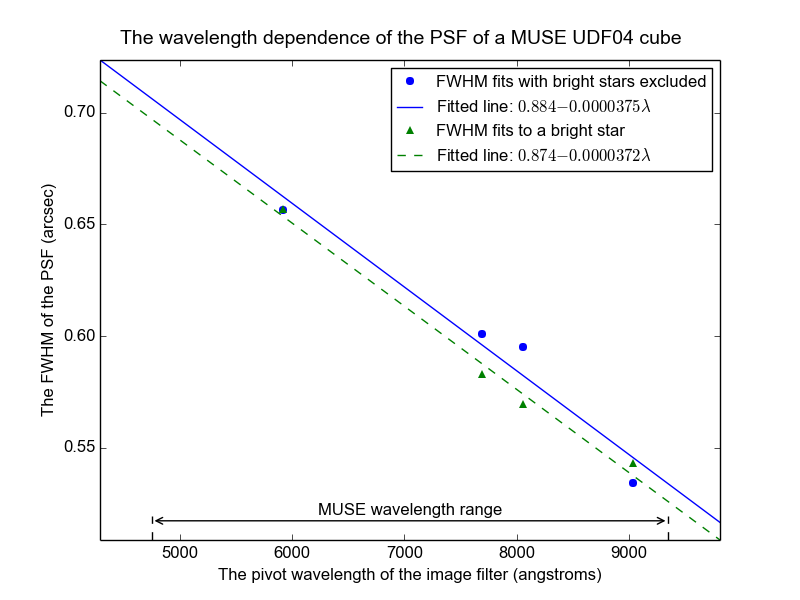 The wavelength dependence of the PSF of a MUSE UDF04 cube
FWHM fits with bright stars excluded
Fitted line: 0.884−0.0000375λ
FWHM fits to a bright star
Fitted line: 0.874−0.0000372λ
The FWHM of the PSF (arcsec)
0.70
0.65
0.60
0.55
MUSE wavelength range
5000 6000 7000 8000 9000
The pivot wavelength of the image filter (angstroms)